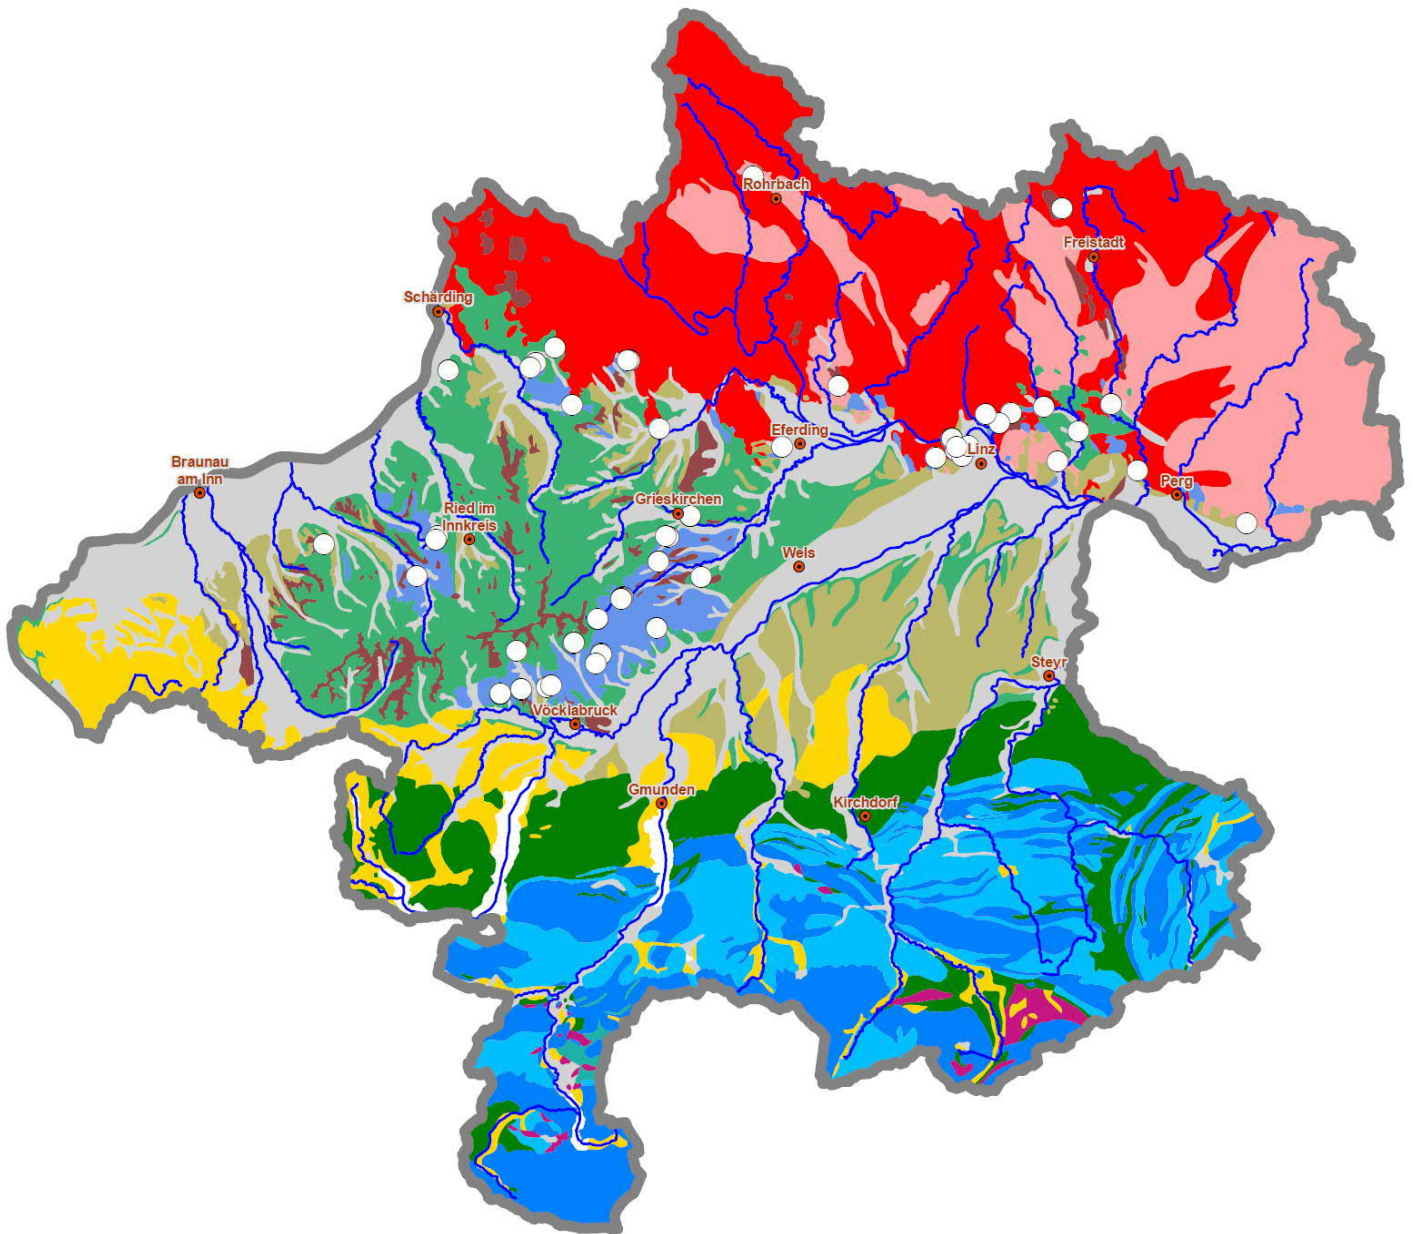 Rohrbach
Freistadt
Schärding
Eferding
Linz
Braunau
am Inn
Perg
Grieskirchen
Ried im
Innkreis
Wels
Steyr
Vöcklabruck
Gmunden
Kirchdorf